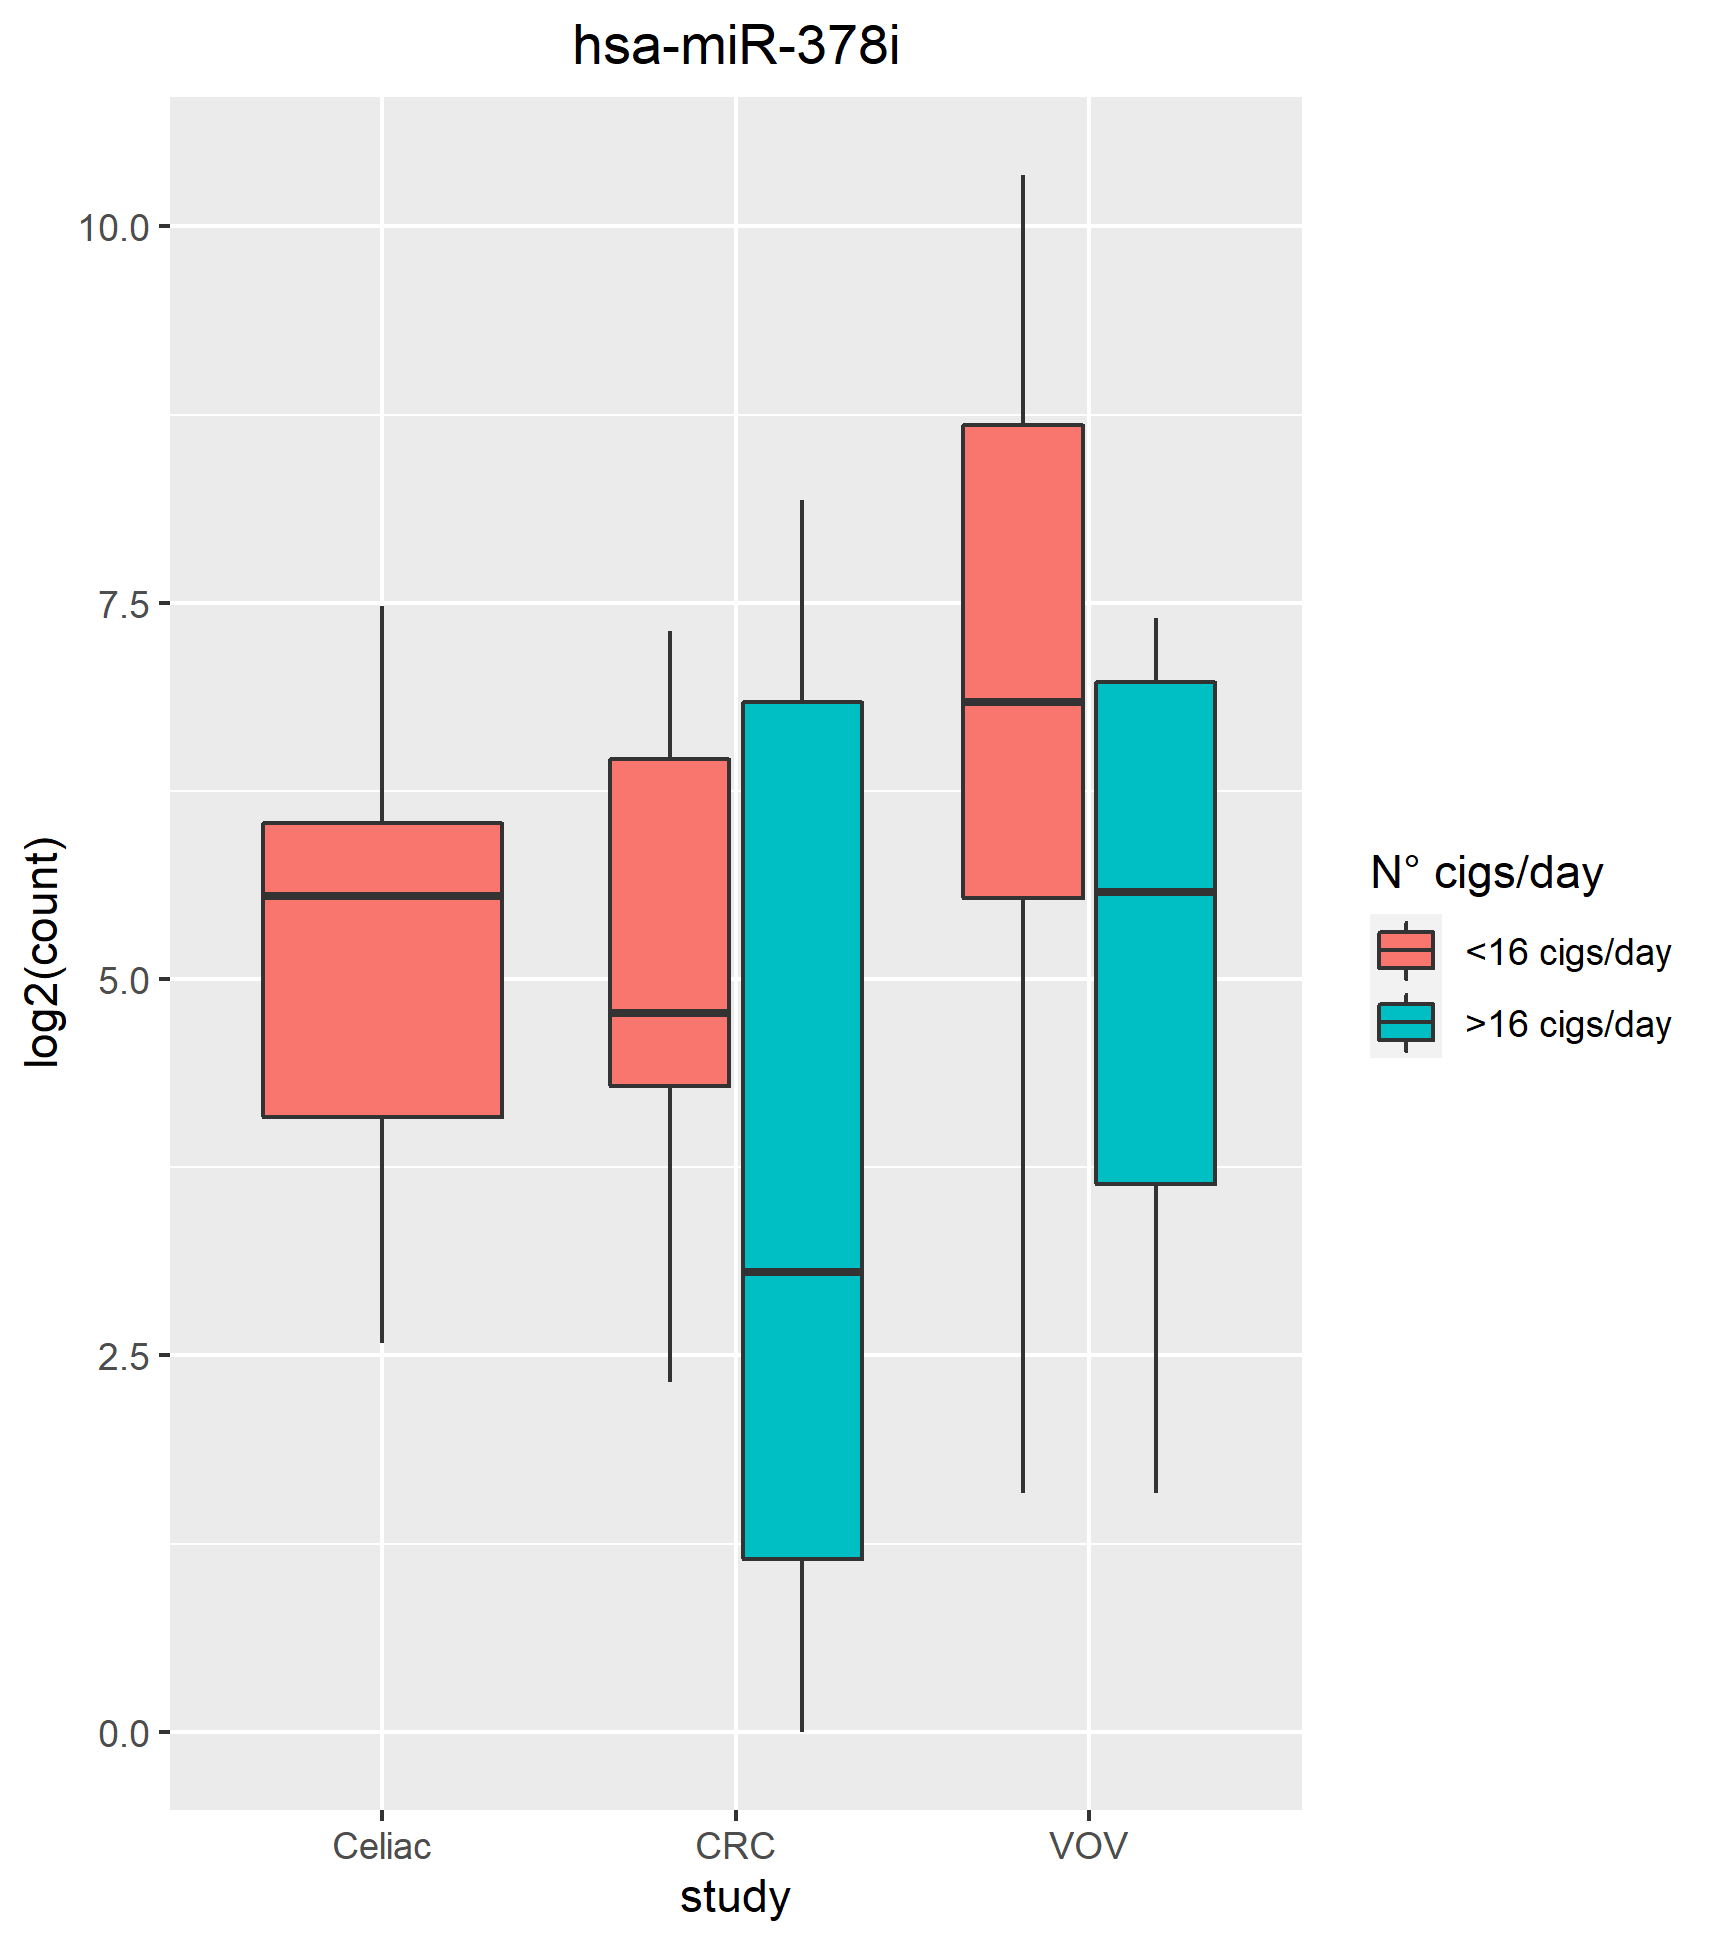 hsa-miR-378i
log2(count)
10.0
7.5
5.0
2.5
0.0
Celiac
CRC
VOV
study
N° cigs/day
<16 cigs/day
>16 cigs/day